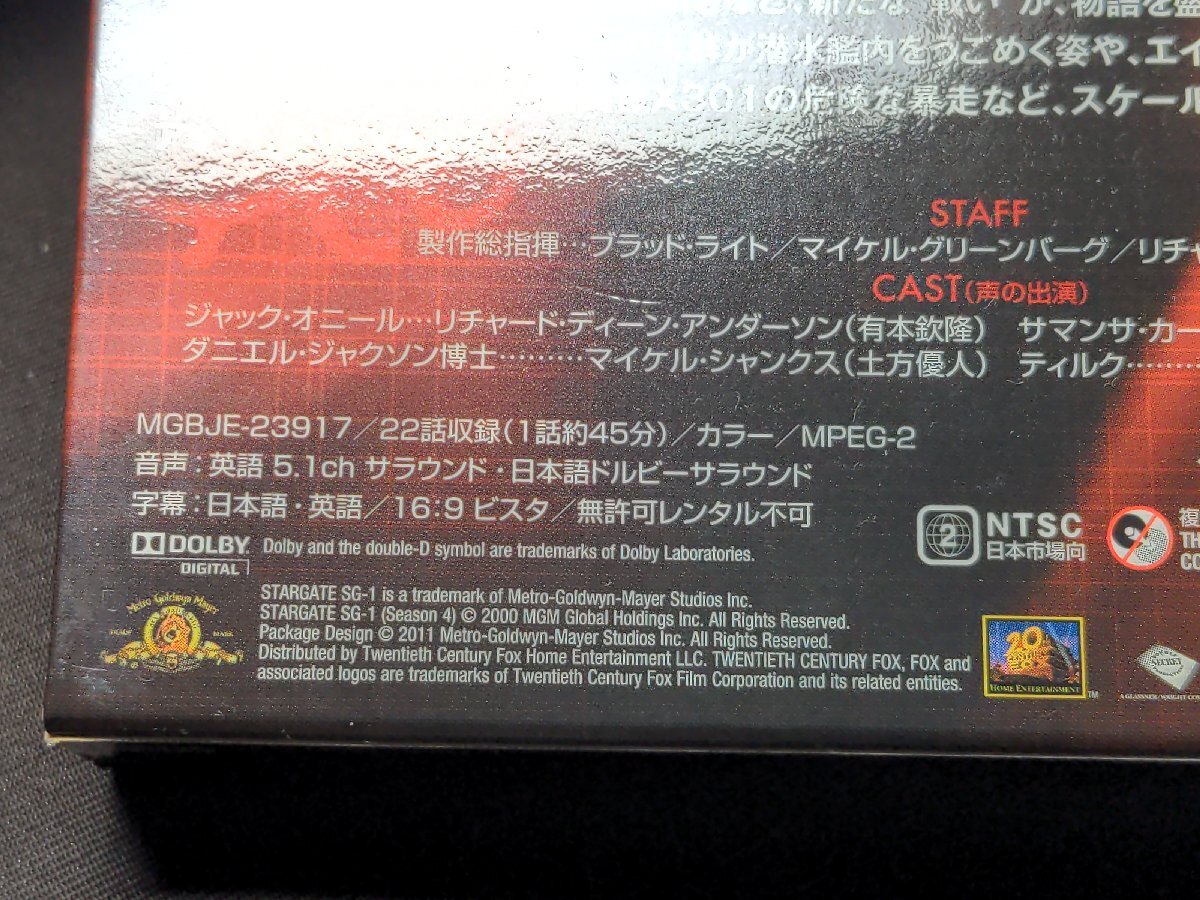 新たな"戦い"が、物語を盛
が潜水艦内をうごめく姿や、エイ
301の危険な暴走など、スケール
STAFF
製作総指揮…ブラッド・ライト／マイケル・グリーンバーグ／リチ
CAST(声の出演)
ジャック・オニール…リチャード・ディーン・アンダーソン(有本欽隆) サマンサ・カー
ダニエル・ジャクソン博士………マイケル・シャンクス(土方優人) ティルク………
MGBJE-23917／22話収録(1話約45分)／カラー／MPEG-2
音声：英語 5.1ch サラウンド・日本語ドルビーサラウンド
字幕：日本語・英語／16:9 ビスタ／無許可レンタル不可
2 NTSC 日本市場向
複
TH
CO
DOLBY DIGITAL
Dolby and the double-D symbol are trademarks of Dolby Laboratories.
Metro Goldwyn Mayer
TRADE MARK
STARGATE SG-1 is a trademark of Metro-Goldwyn-Mayer Studios Inc.
STARGATE SG-1 (Season 4) © 2000 MGM Global Holdings Inc. All Rights Reserved.
Package Design © 2011 Metro-Goldwyn-Mayer Studios Inc. All Rights Reserved.
Distributed by Twentieth Century Fox Home Entertainment LLC. TWENTIETH CENTURY FOX, FOX and
associated logos are trademarks of Twentieth Century Fox Film Corporation and its related entities.
20 CENTURY FOX
HOME ENTERTAINMENT TM
SECRET
A GLASSNER/WRIGHT CO